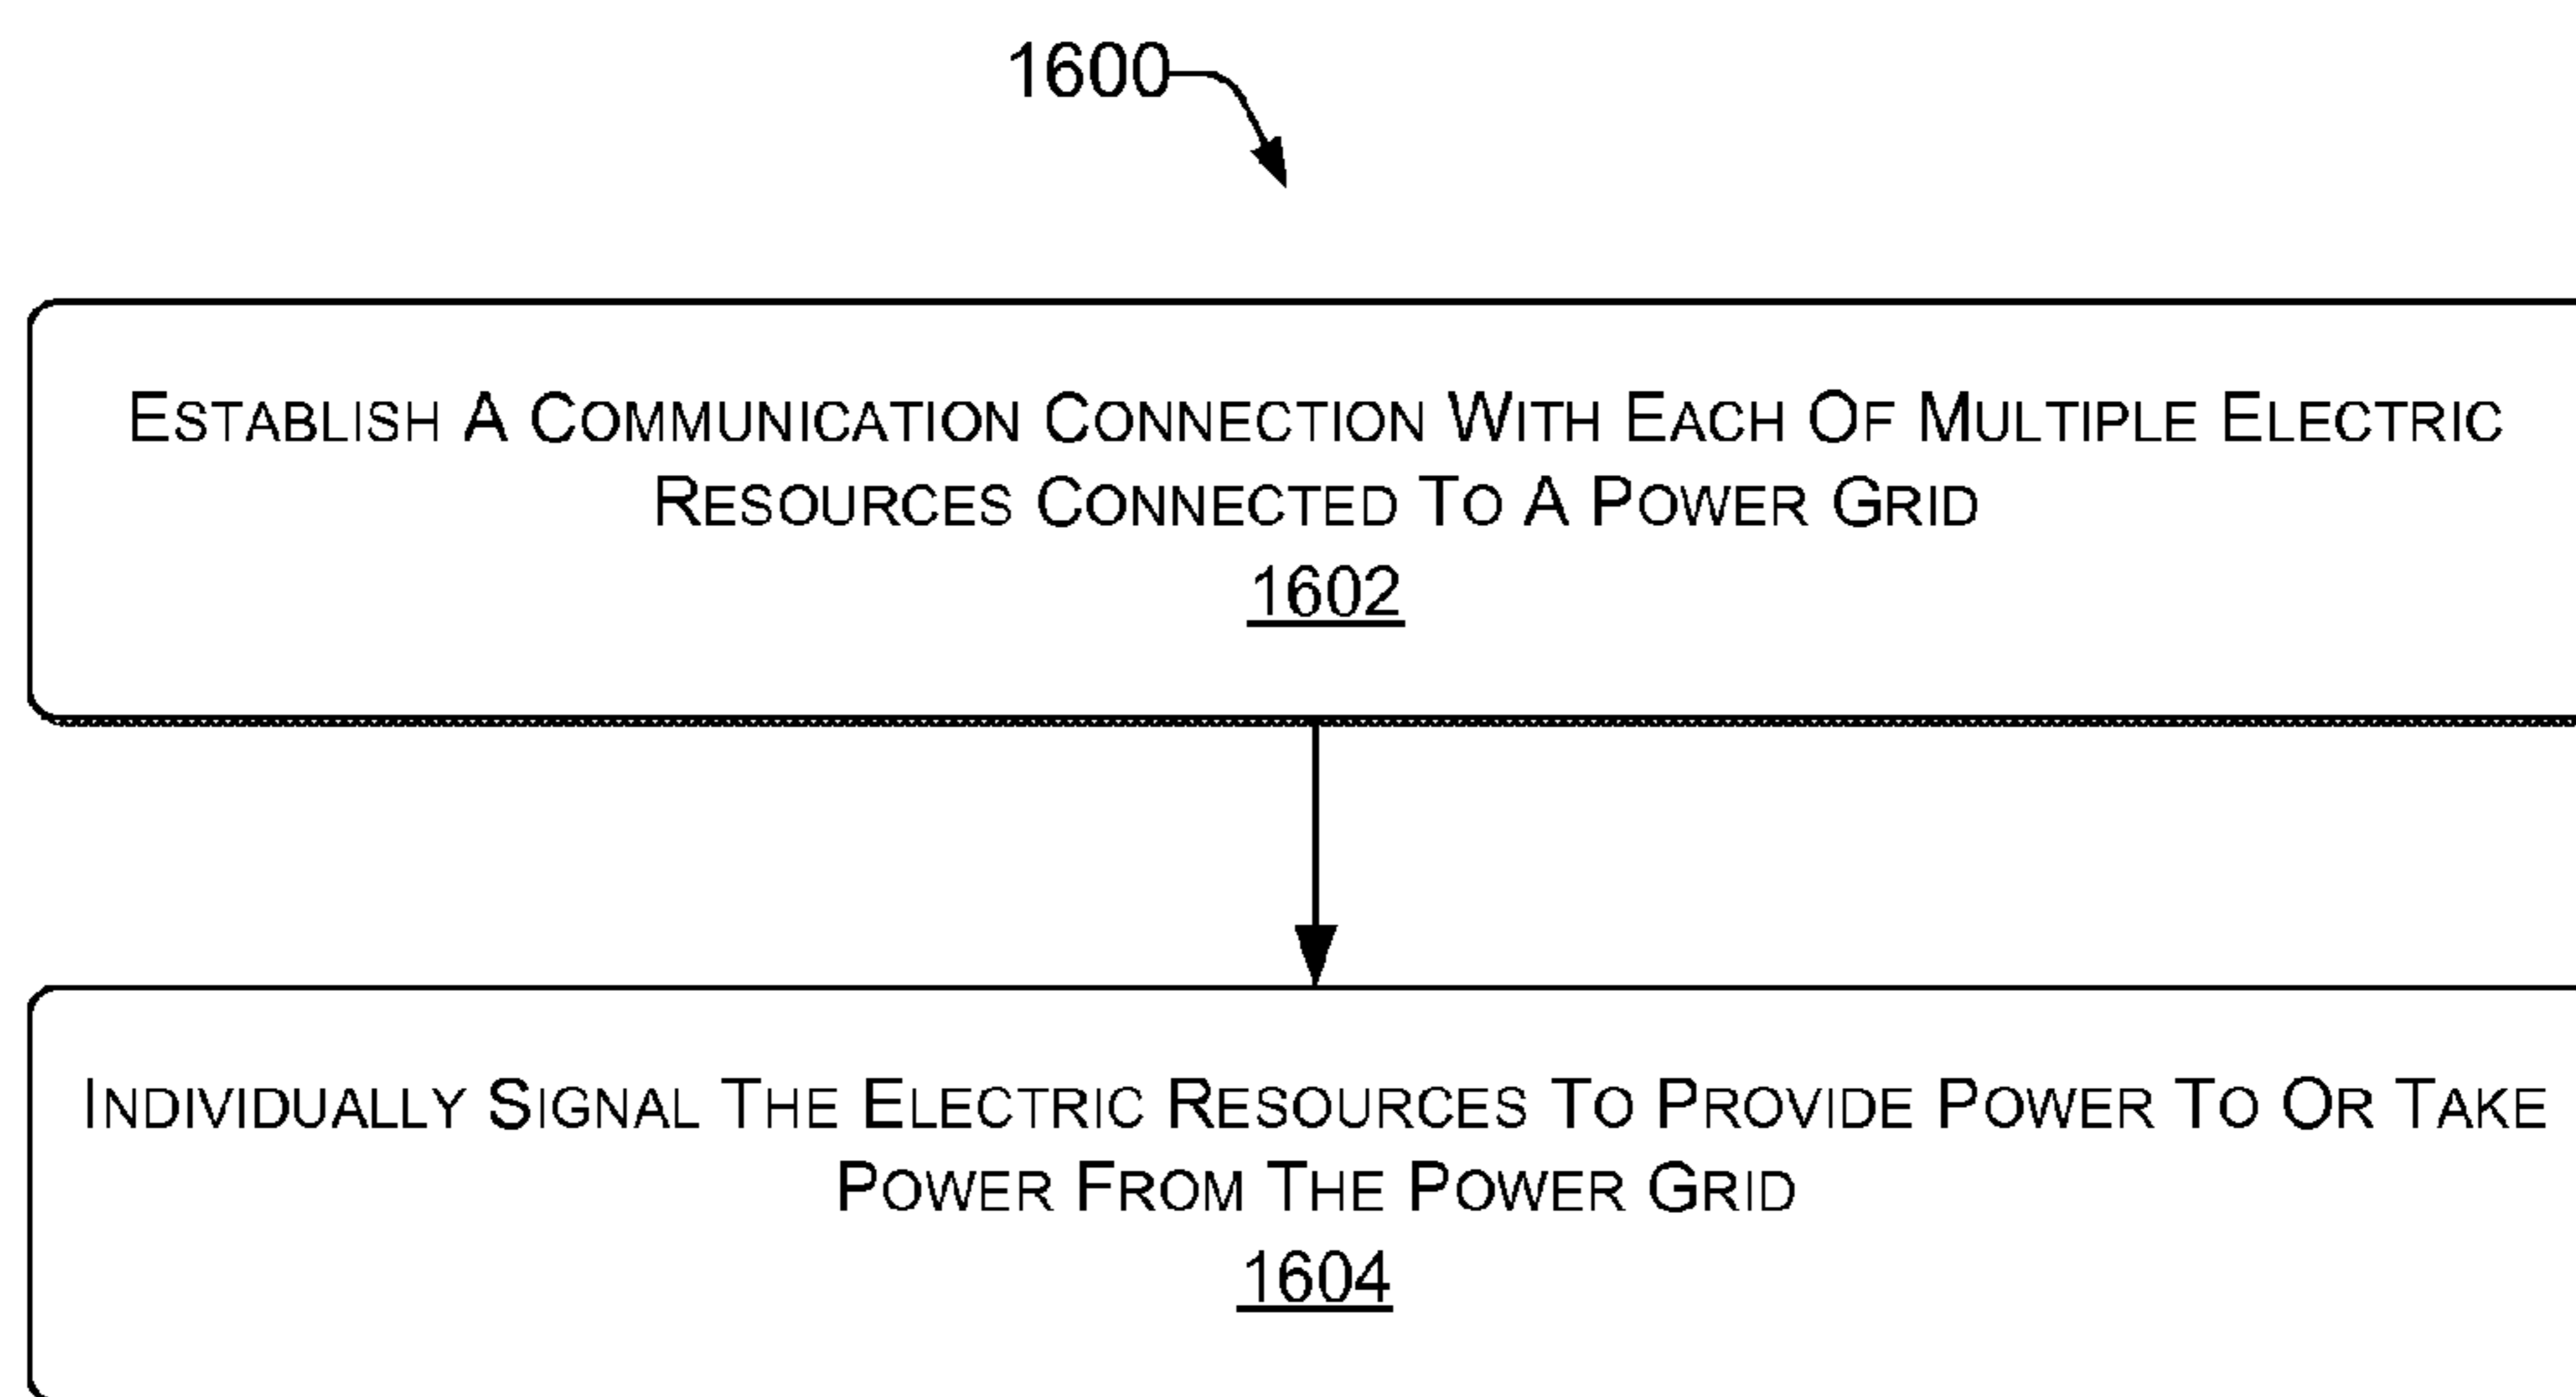 1600
ESTABLISH A COMMUNICATION CONNECTION WITH EACH OF MULTIPLE ELECTRIC
RESOURCES CONNECTED TO A POWER GRID
1602
INDIVIDUALLY SIGNAL THE ELECTRIC RESOURCES TO PROVIDE POWER TO OR TAKE
POWER FROM THE POWER GRID
1604